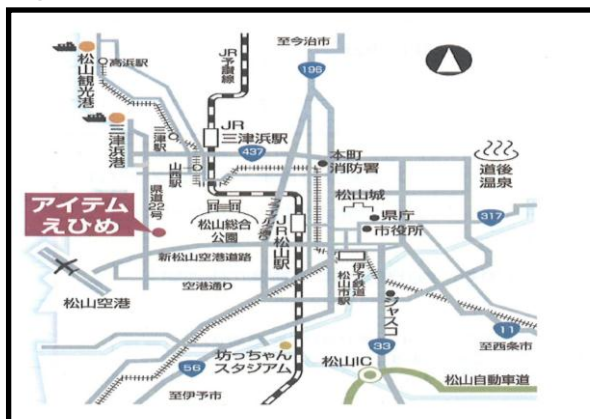 至今治市
196
JR予讃線
高浜駅
松山観光港
三津浜港
三津駅
山西駅
JR
三津浜駅
437
本町
消防署
道後
温泉
松山城
県庁
市役所
317
県道22号
アイテム
えひめ
松山総合
公園
JR松山駅
新松山空港道路
空港通り
松山空港
伊予鉄道
松山市駅
ジャスコ
坊っちゃん
スタジアム
56
至伊予市
33
11
至西条市
松山IC
松山自動車道